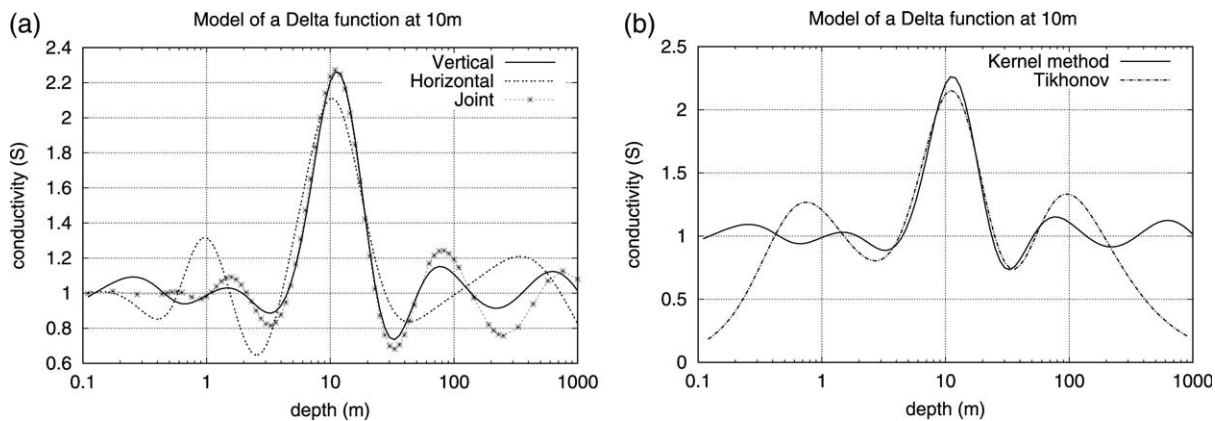 (a)
Model of a Delta function at 10m
2.4
2.2
2
1.8
1.6
1.4
1.2
1
0.8
0.6
0.1
1
10
100
1000
conductivity (S)
depth (m)
Vertical
Horizontal
Joint
(b)
Model of a Delta function at 10m
2.5
2
1.5
1
0.5
0
0.1
1
10
100
1000
conductivity (S)
depth (m)
Kernel method
Tikhonov